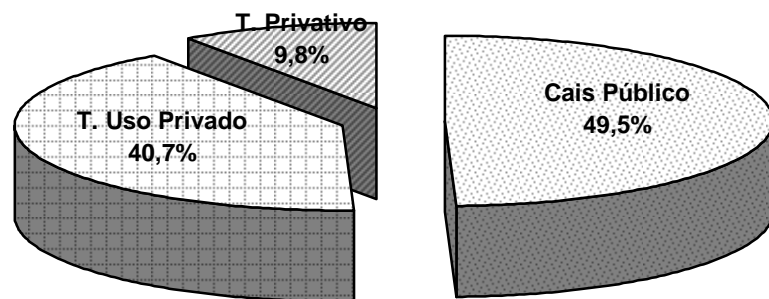 T. Privativo
9,8%
T. Uso Privado
40,7%
Cais Público
49,5%